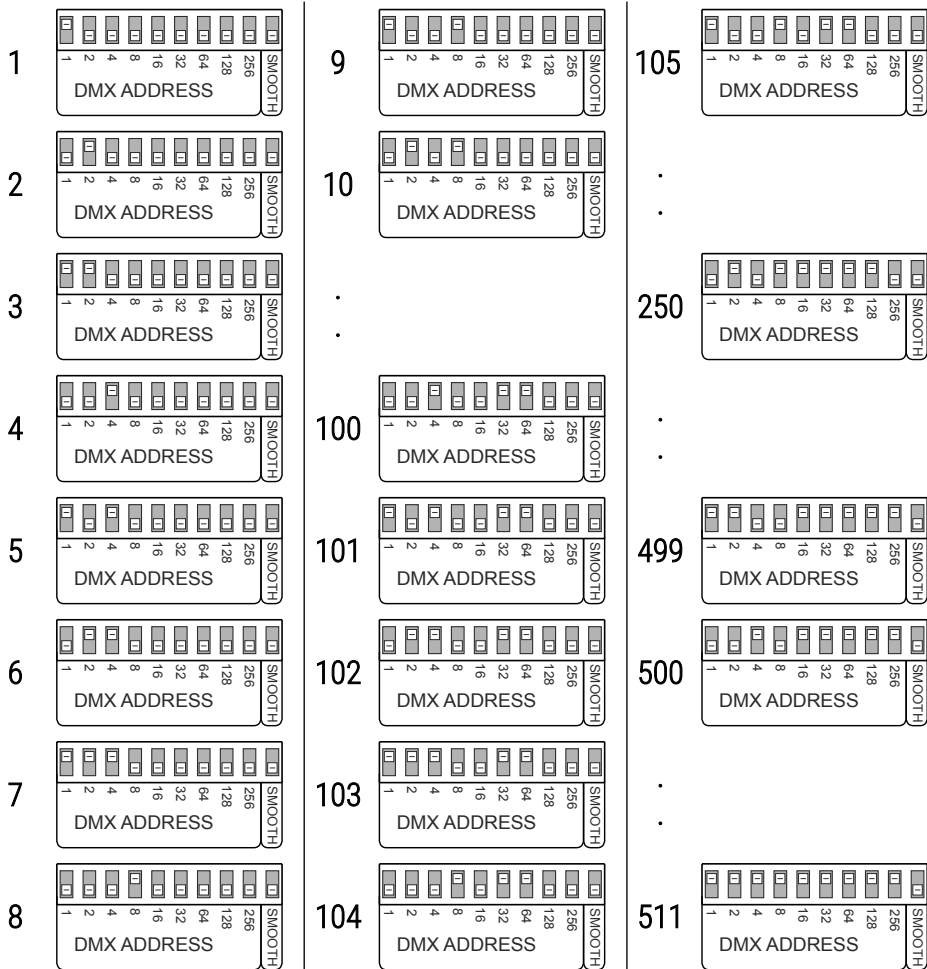 1
1 2 4 8 16 32 64 128 256 SMOOTH
DMX ADDRESS
2
1 2 4 8 16 32 64 128 256 SMOOTH
DMX ADDRESS
3
1 2 4 8 16 32 64 128 256 SMOOTH
DMX ADDRESS
4
1 2 4 8 16 32 64 128 256 SMOOTH
DMX ADDRESS
5
1 2 4 8 16 32 64 128 256 SMOOTH
DMX ADDRESS
6
1 2 4 8 16 32 64 128 256 SMOOTH
DMX ADDRESS
7
1 2 4 8 16 32 64 128 256 SMOOTH
DMX ADDRESS
8
1 2 4 8 16 32 64 128 256 SMOOTH
DMX ADDRESS
9
1 2 4 8 16 32 64 128 256 SMOOTH
DMX ADDRESS
10
1 2 4 8 16 32 64 128 256 SMOOTH
DMX ADDRESS
.
.
100
1 2 4 8 16 32 64 128 256 SMOOTH
DMX ADDRESS
101
1 2 4 8 16 32 64 128 256 SMOOTH
DMX ADDRESS
102
1 2 4 8 16 32 64 128 256 SMOOTH
DMX ADDRESS
103
1 2 4 8 16 32 64 128 256 SMOOTH
DMX ADDRESS
104
1 2 4 8 16 32 64 128 256 SMOOTH
DMX ADDRESS
105
1 2 4 8 16 32 64 128 256 SMOOTH
DMX ADDRESS
.
.
250
1 2 4 8 16 32 64 128 256 SMOOTH
DMX ADDRESS
.
.
499
1 2 4 8 16 32 64 128 256 SMOOTH
DMX ADDRESS
500
1 2 4 8 16 32 64 128 256 SMOOTH
DMX ADDRESS
.
.
511
1 2 4 8 16 32 64 128 256 SMOOTH
DMX ADDRESS